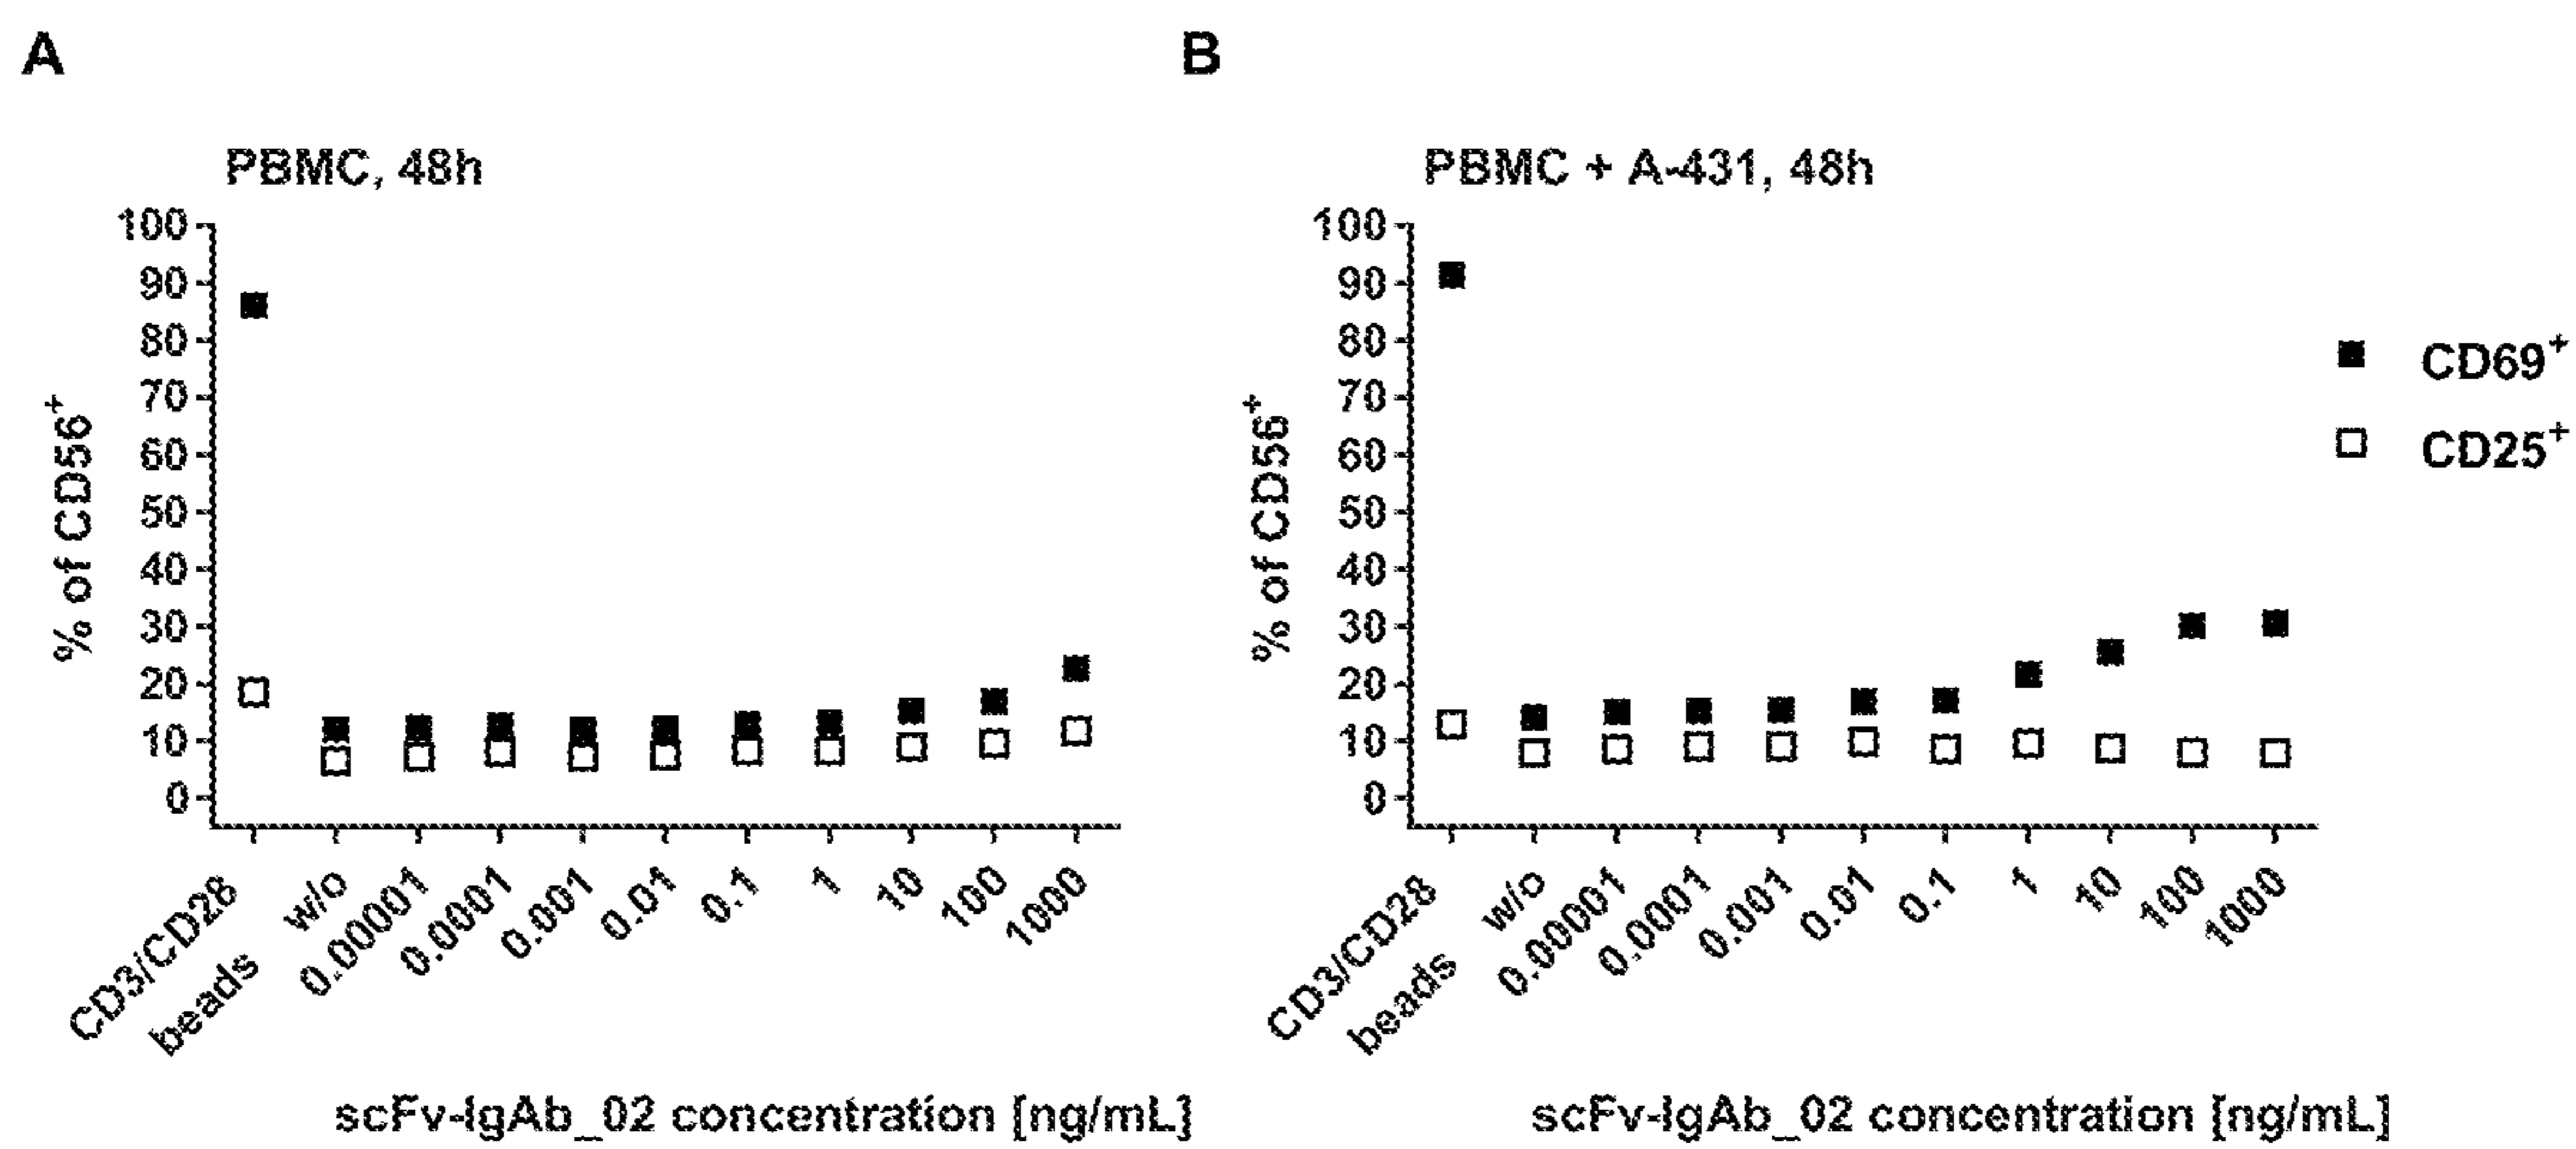 A
B
PBMC, 48h
PBMC + A-431, 48h
% of CD56+
100
90
80
70
60
50
40
30
20
10
0
CD3/CD28
beads
w/o
0.00001
0.0001
0.001
0.01
0.1
1
10
100
1000
scFv-IgAb_02 concentration [ng/mL]
% of CD56+
100
90
80
70
60
50
40
30
20
10
0
CD3/CD28
beads
w/o
0.00001
0.0001
0.001
0.01
0.1
1
10
100
1000
scFv-IgAb_02 concentration [ng/mL]
CD69+
CD25+